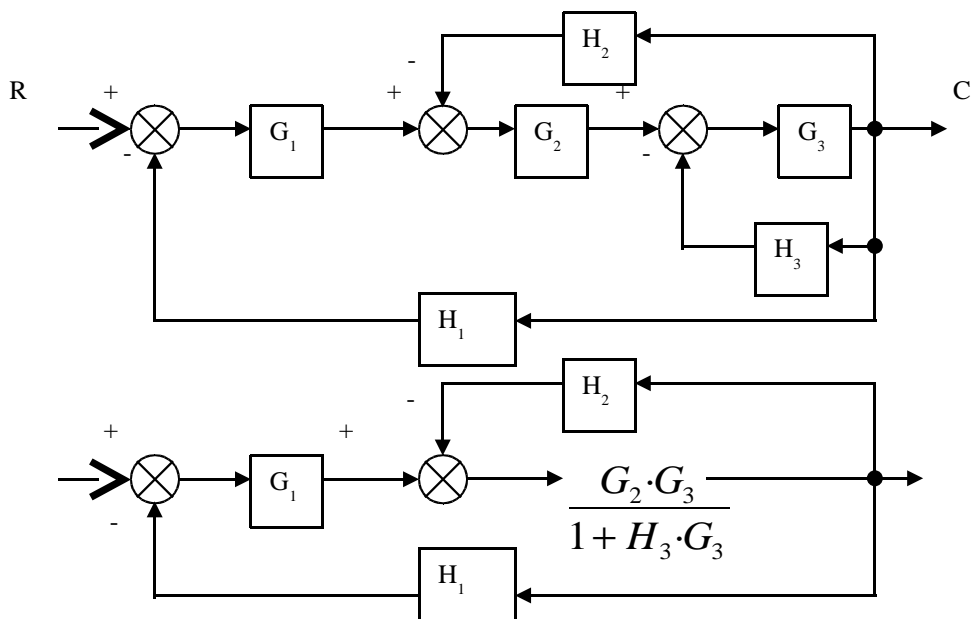 H₂
-
R + + + C
G₁ G₂ G₃
- -
H₃
H₁
H₂
-
+ +
G₁ G₂·G₃
1 + H₃·G₃
-
H₁